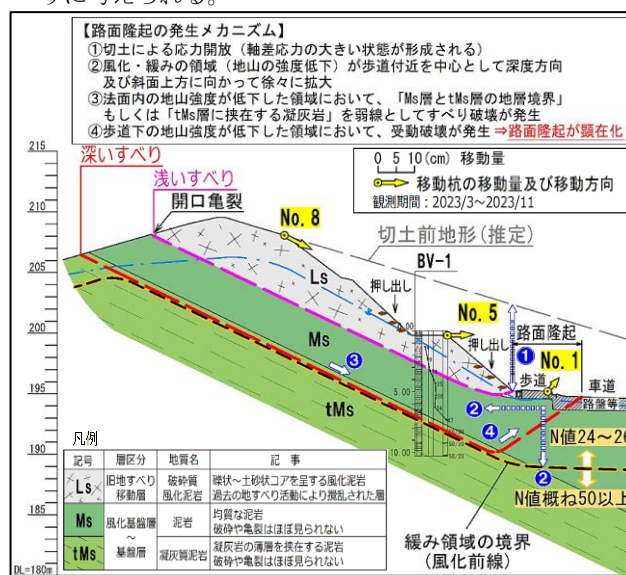 【路面隆起の発生メカニズム】
①切土による応力開放（軸差応力の大きい状態が形成される）
②風化・緩みの領域（地山の強度低下）が歩道付近を中心として深度方向
及び斜面上方に向かって徐々に拡大
③法面内の地山強度が低下した領域において、「Ms層とtMs層の地層境界」
もしくは「tMs層に挟在する凝灰岩」を弱線としてすべり破壊が発生
④歩道下の地山強度が低下した領域において、受動破壊が発生 ⇒路面隆起が顕在化
215
深いすべり
浅いすべり
開口亀裂
0 5 10(cm) 移動量
移動杭の移動量及び移動方向
観測期間：2023/3～2023/11
210
No.8
切土前地形(推定)
205
Ls
押し出し
BV-1
200
Ms
No.5
押し出し
路面隆起
①
No.1
歩道
車道
路盤等
195
③
5.00
②
④
N値24～26
190
tMs
10.00
②
N値概ね50以上
185
緩み領域の境界
（風化前線）
DL=180m
凡例
記号 層区分 地質名 記事
Ls 旧地すべり移動層 破砕質風化泥岩 礫状～土砂状コアを呈する風化泥岩
過去の地すべり活動により攪乱された層
Ms 風化基盤層～基盤層 泥岩 均質な泥岩
破砕や亀裂はほぼ見られない
tMs 凝灰質泥岩 凝灰岩の薄層を挟在する泥岩
破砕や亀裂はほぼ見られない